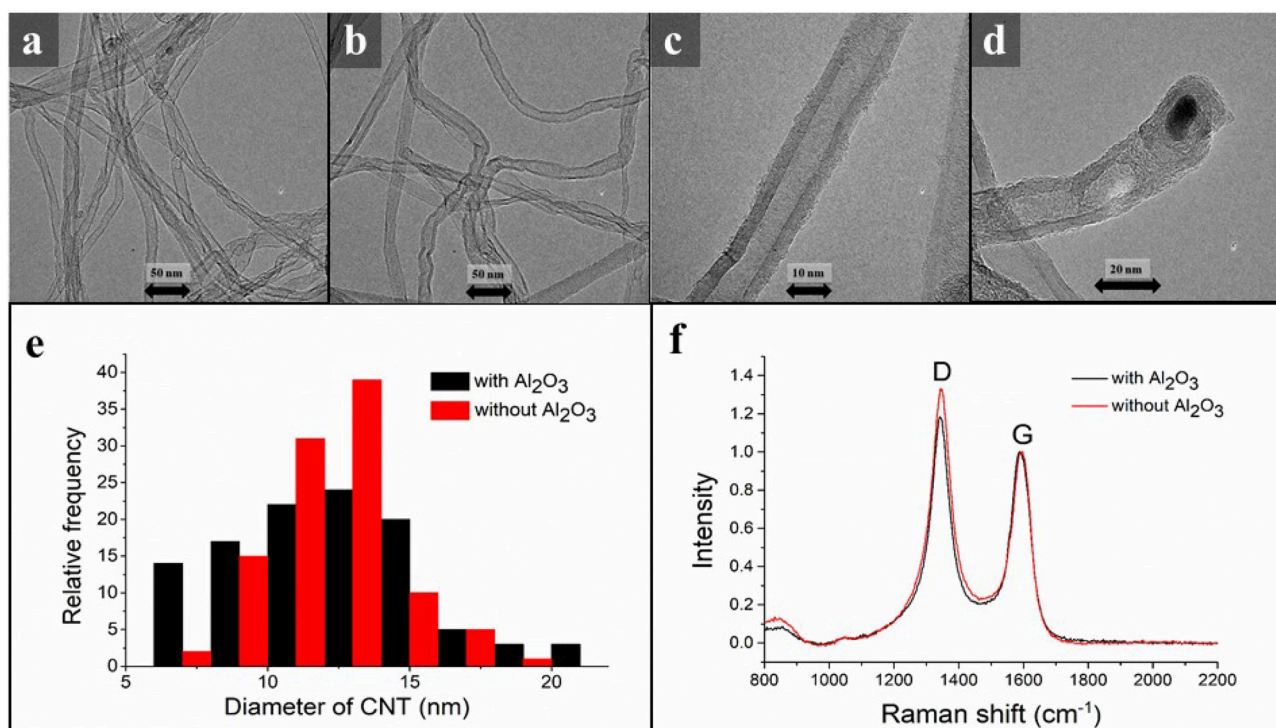 a
b
c
d
50 nm
50 nm
10 nm
20 nm
e
with Al₂O₃
without Al₂O₃
Relative frequency
40
35
30
25
20
15
10
5
0
5
10
15
20
Diameter of CNT (nm)
f
D
G
with Al₂O₃
without Al₂O₃
Intensity
1.4
1.2
1.0
0.8
0.6
0.4
0.2
0.0
800 1000 1200 1400 1600 1800 2000 2200
Raman shift (cm⁻¹)